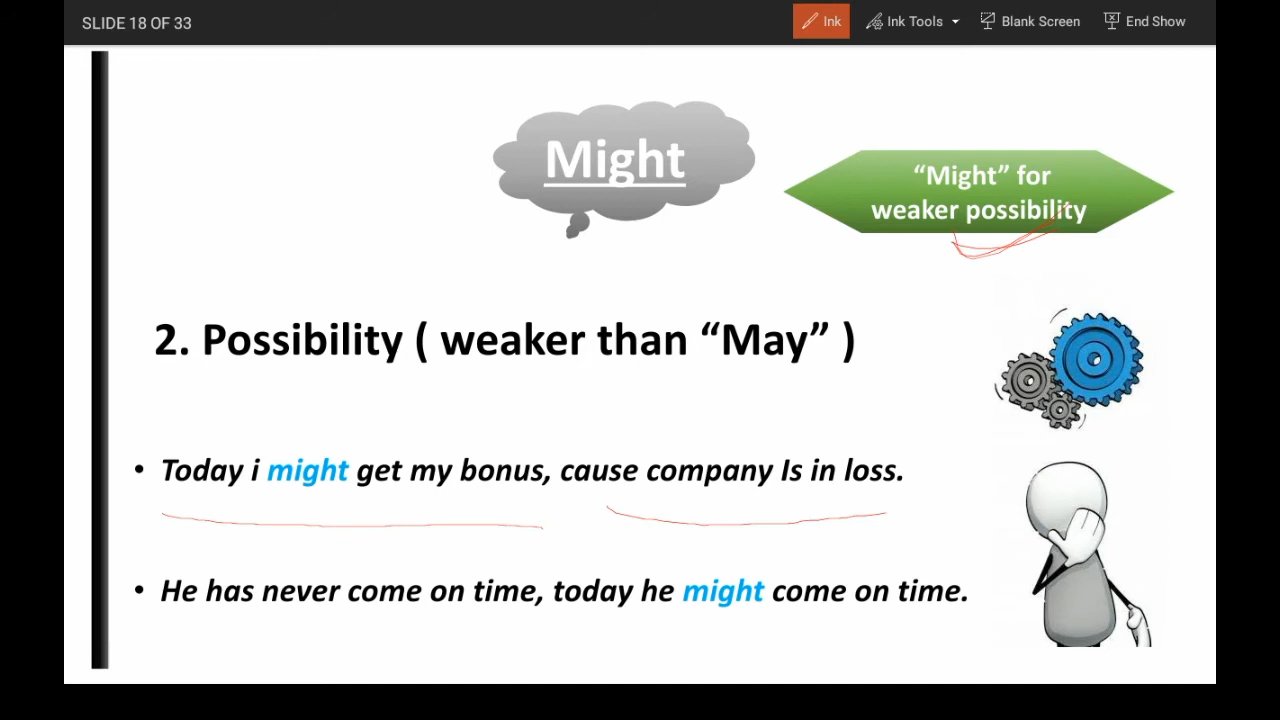 SLIDE 18 OF 33
Ink
Ink Tools
Blank Screen
End Show
Might
“Might” for
weaker possibility
2. Possibility ( weaker than “May” )
• Today i might get my bonus, cause company Is in loss.
• He has never come on time, today he might come on time.